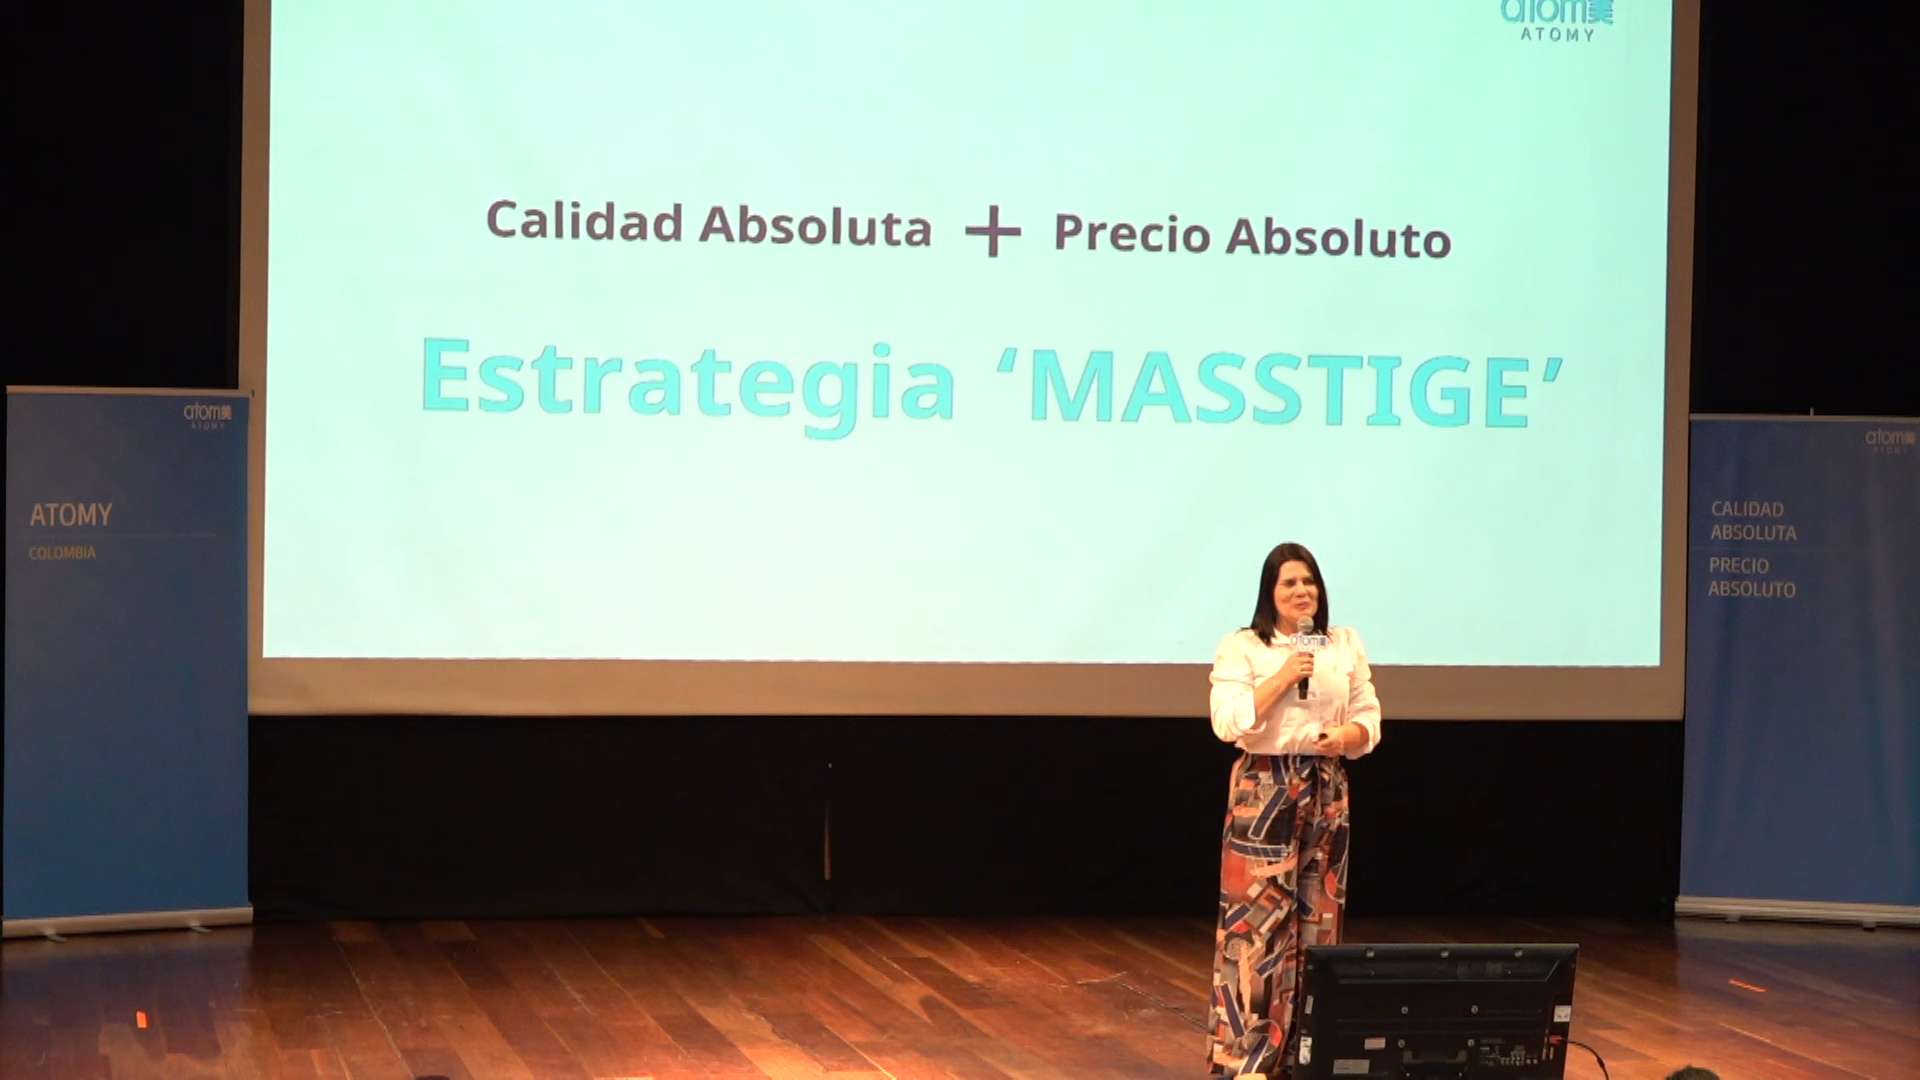 atom美
ATOMY
Calidad Absoluta + Precio Absoluto
Estrategia ‘MASSTIGE’
atom美
ATOMY
ATOMY
COLOMBIA
atom美
ATOMY
CALIDAD
ABSOLUTA
PRECIO
ABSOLUTO
atom美